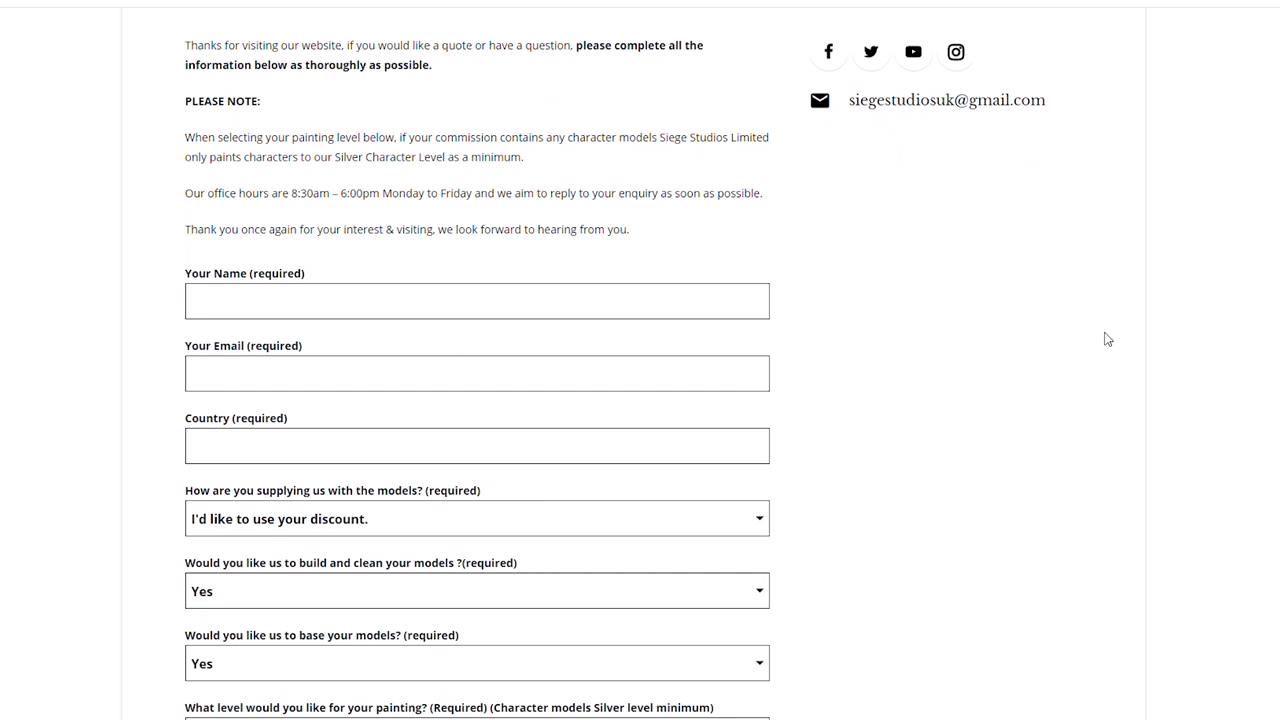 Thanks for visiting our website, if you would like a quote or have a question, please complete all the
information below as thoroughly as possible.
PLEASE NOTE:
When selecting your painting level below, if your commission contains any character models Siege Studios Limited
only paints characters to our Silver Character Level as a minimum.
Our office hours are 8:30am – 6:00pm Monday to Friday and we aim to reply to your enquiry as soon as possible.
Thank you once again for your interest & visiting, we look forward to hearing from you.
Your Name (required)
Your Email (required)
Country (required)
How are you supplying us with the models? (required)
I'd like to use your discount.
Would you like us to build and clean your models ?(required)
Yes
Would you like us to base your models? (required)
Yes
What level would you like for your painting? (Required) (Character models Silver level minimum)
siegestudiosuk@gmail.com